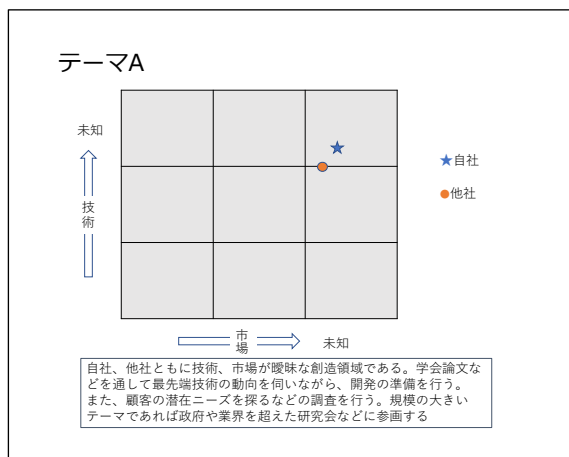 テーマA
未知
技術
★自社
●他社
市場
未知
自社、他社ともに技術、市場が曖昧な創造領域である。学会論文な
どを通して最先端技術の動向を伺いながら、開発の準備を行う。
また、顧客の潜在ニーズを探るなどの調査を行う。規模の大きい
テーマであれば政府や業界を超えた研究会などに参画する